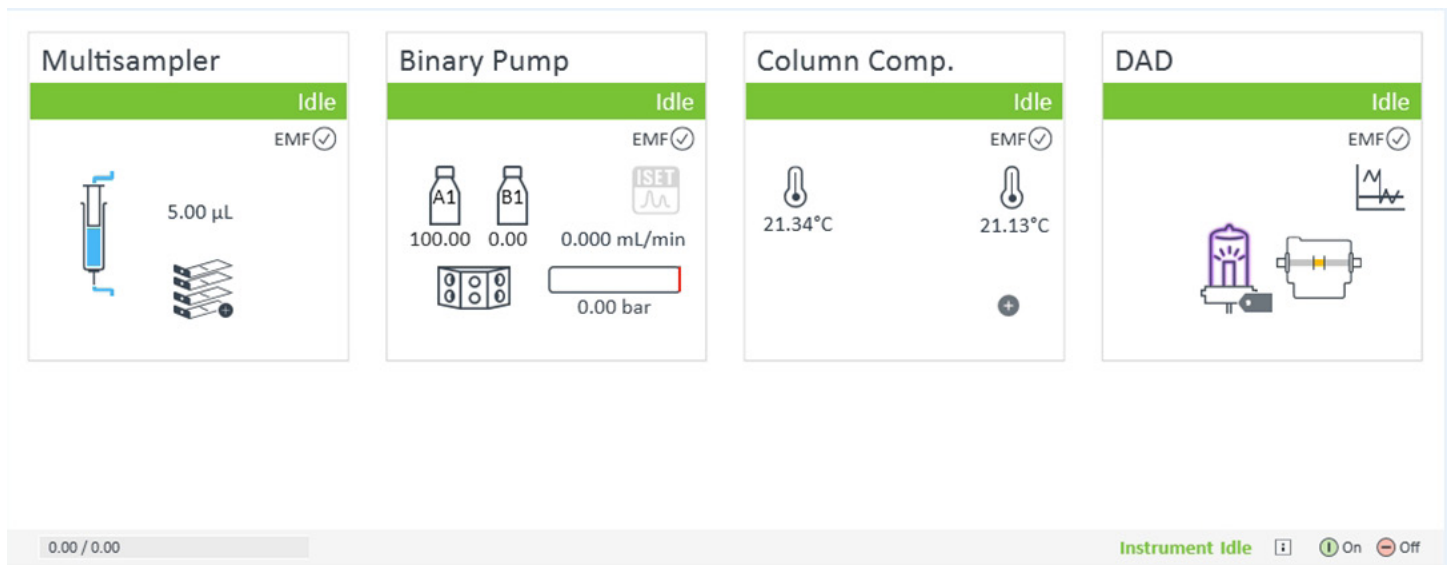 Multisampler
Idle
EMF
5.00 µL
Binary Pump
Idle
EMF
A1 B1 ISET
100.00 0.00 0.000 mL/min
0.00 bar
Column Comp.
Idle
EMF
21.34°C 21.13°C
DAD
Idle
EMF
0.00 / 0.00 Instrument Idle i On Off